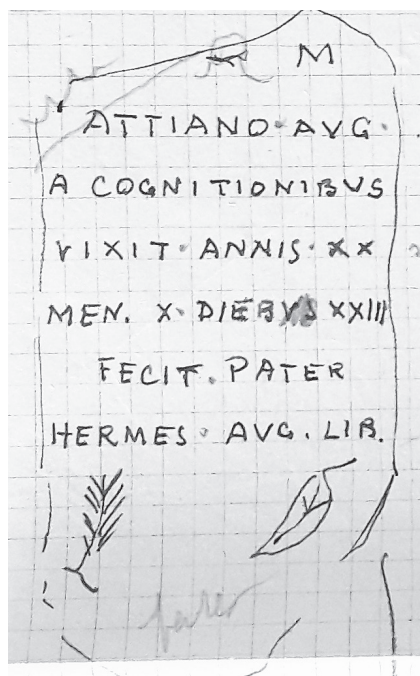 M
ATTIANO · AVG ·
A COGNITIONIBVS
VIXIT · ANNIS · XX
MEN. X · DIEBVS XXIII
FECIT . PATER
HERMES · AVG . LIB.